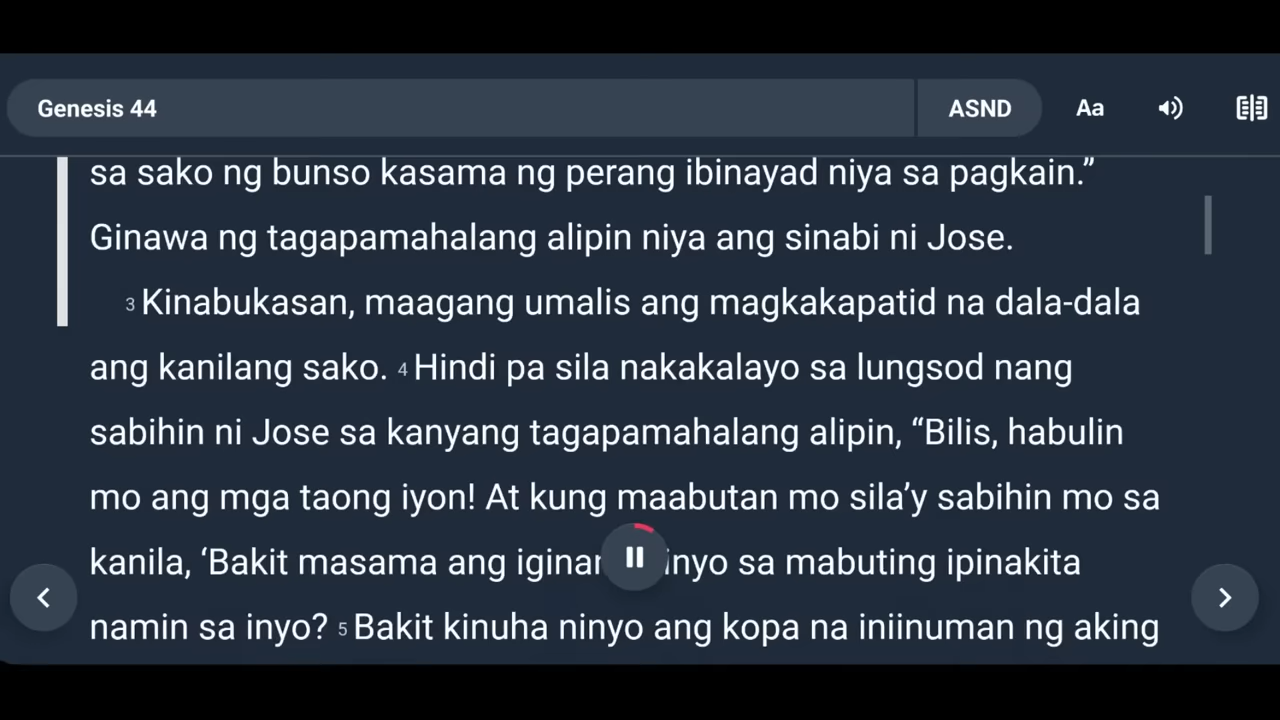 Genesis 44 ASND Aa
sa sako ng bunso kasama ng perang ibinayad niya sa pagkain.”
Ginawa ng tagapamahalang alipin niya ang sinabi ni Jose.
3 Kinabukasan, maagang umalis ang magkakapatid na dala-dala
ang kanilang sako. 4 Hindi pa sila nakakalayo sa lungsod nang
sabihin ni Jose sa kanyang tagapamahalang alipin, “Bilis, habulin
mo ang mga taong iyon! At kung maabutan mo sila’y sabihin mo sa
kanila, ‘Bakit masama ang sa mabuting ipinakita
namin sa inyo? 5 Bakit kinuha ninyo ang kopa na iniinuman ng aking